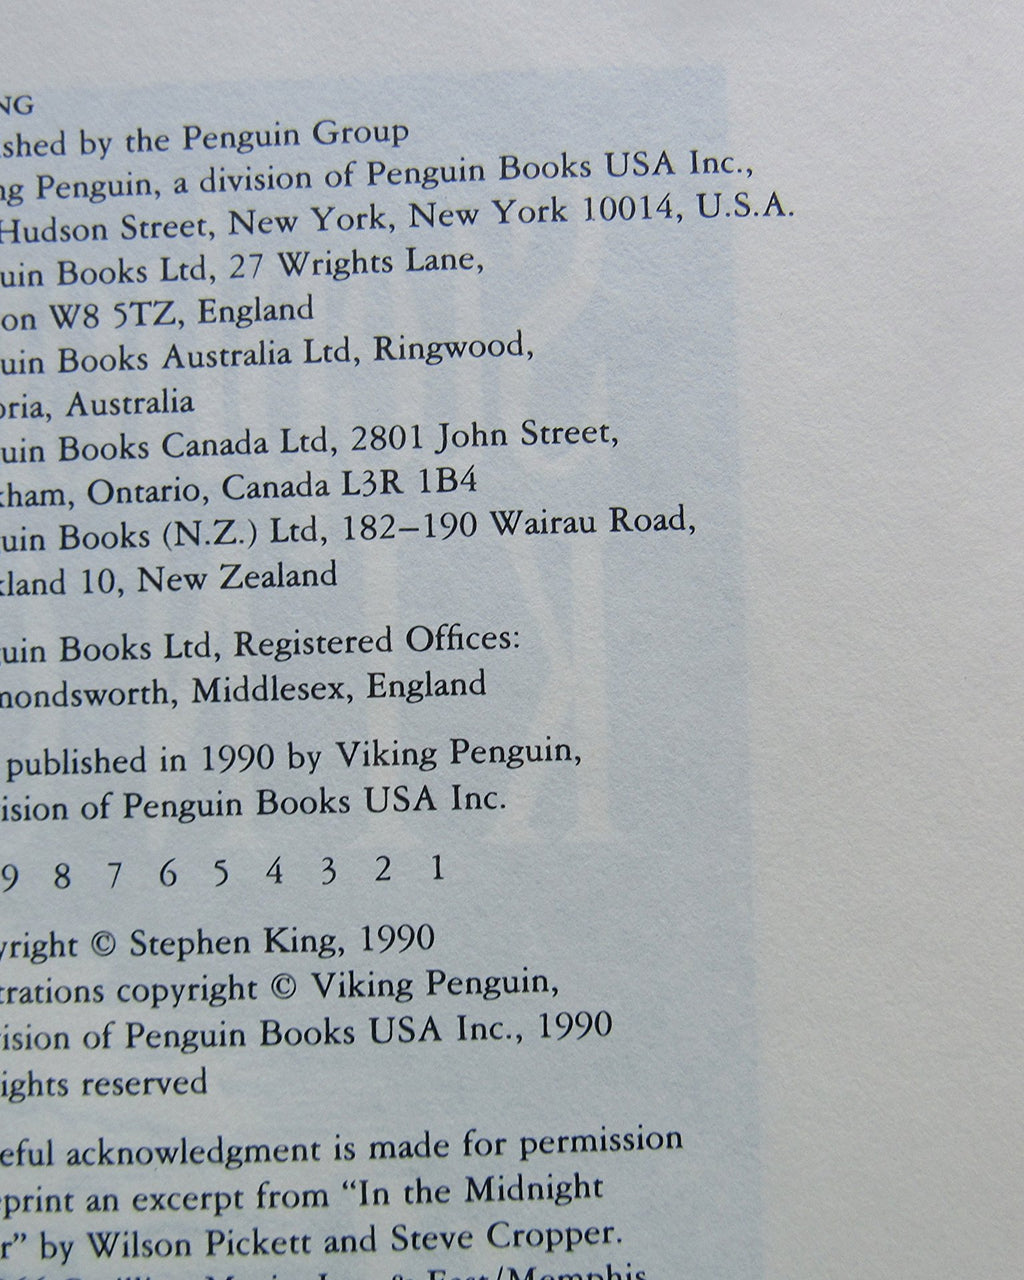 NG
shed by the Penguin Group
ng Penguin, a division of Penguin Books USA Inc.,
Hudson Street, New York, New York 10014, U.S.A.
uin Books Ltd, 27 Wrights Lane,
on W8 5TZ, England
uin Books Australia Ltd, Ringwood,
oria, Australia
uin Books Canada Ltd, 2801 John Street,
kham, Ontario, Canada L3R 1B4
uin Books (N.Z.) Ltd, 182–190 Wairau Road,
kland 10, New Zealand
uin Books Ltd, Registered Offices:
mondsworth, Middlesex, England
published in 1990 by Viking Penguin,
ision of Penguin Books USA Inc.
9 8 7 6 5 4 3 2 1
yright © Stephen King, 1990
trations copyright © Viking Penguin,
ision of Penguin Books USA Inc., 1990
ights reserved
eful acknowledgment is made for permission
print an excerpt from “In the Midnight
r” by Wilson Pickett and Steve Cropper.